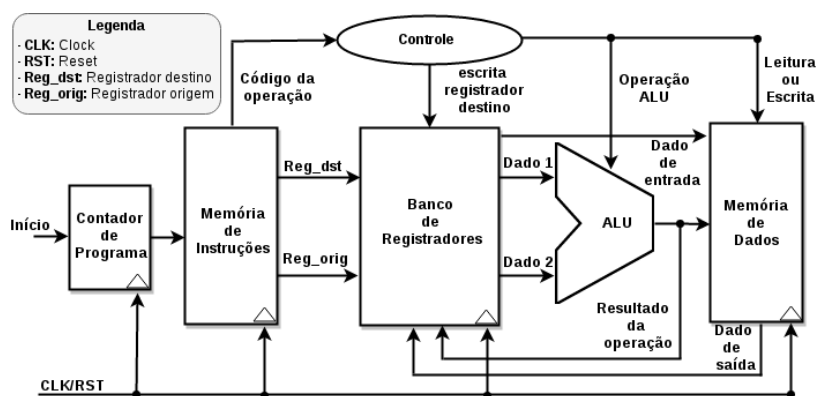 Legenda
· CLK: Clock
· RST: Reset
· Reg_dst: Registrador destino
· Reg_orig: Registrador origem
Controle
Código da
operação
escrita
registrador
destino
Operação
ALU
Leitura
ou
Escrita
Início
Contador
de
Programa
Memória
de
Instruções
Reg_dst
Reg_orig
Banco
de
Registradores
Dado 1
Dado 2
ALU
Dado
de
entrada
Memória
de
Dados
Resultado
da
operação
Dado
de
saída
CLK/RST